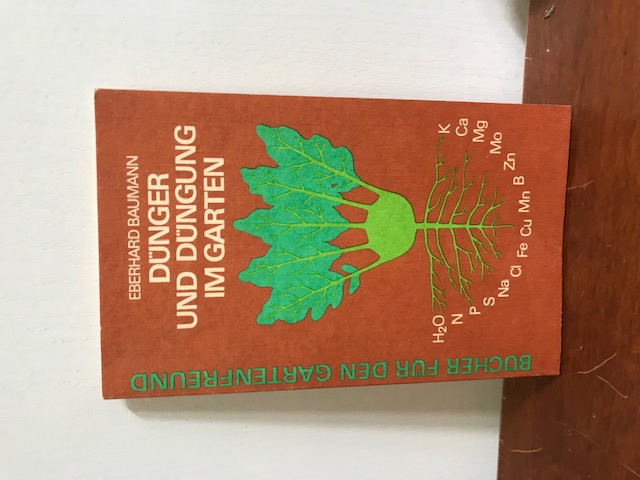 EBERHARD BAUMANN
DÜNGER
UND DÜNGUNG
IM GARTEN
H₂O
N
P
S
Na
Cl
Fe
Cu
Mn
B
Zn
Mo
Mg
Ca
K
BÜCHER FÜR DEN GARTENFREUND